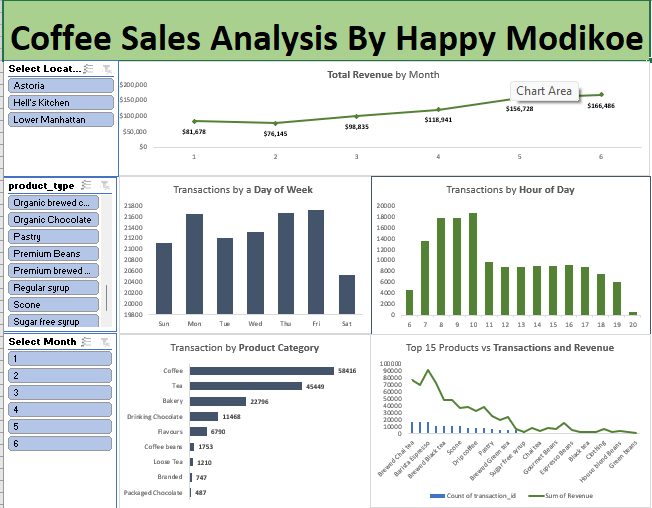 Coffee Sales Analysis By Happy Modikoe
Select Locat...
Astoria
Hell's Kitchen
Lower Manhattan
Total Revenue by Month
$200,000
$150,000
$100,000
$50,000
$0
$81,678
$76,145
$98,835
$118,941
$156,728
$166,486
Chart Area
1 2 3 4 5 6
product_type
Organic brewed c...
Organic Chocolate
Pastry
Premium Beans
Premium brewed ...
Regular syrup
Scone
Sugar free syrup
Transactions by a Day of Week
21800
21600
21400
21200
21000
20800
20600
20400
20200
20000
19800
Sun Mon Tue Wed Thu Fri Sat
Transactions by Hour of Day
20000
18000
16000
14000
12000
10000
8000
6000
4000
2000
0
6 7 8 9 10 11 12 13 14 15 16 17 18 19 20
Select Month
1
2
3
4
5
6
Transaction by Product Category
Coffee 58416
Tea 45449
Bakery 22796
Drinking Chocolate 11468
Flavours 6790
Coffee beans 1753
Loose Tea 1210
Branded 747
Packaged Chocolate 487
Top 15 Products vs Transactions and Revenue
100000
90000
80000
70000
60000
50000
40000
30000
20000
10000
0
Brewed Chai tea
Barista Espresso
Brewed Black tea
Scone
Drip coffee
Pastry
Brewed Green tea
Sugar free syrup
Chai tea
Gourmet Beans
Espresso Beans
Black tea
Clothing
House blend Beans
Green beans
Count of transaction_id
Sum of Revenue